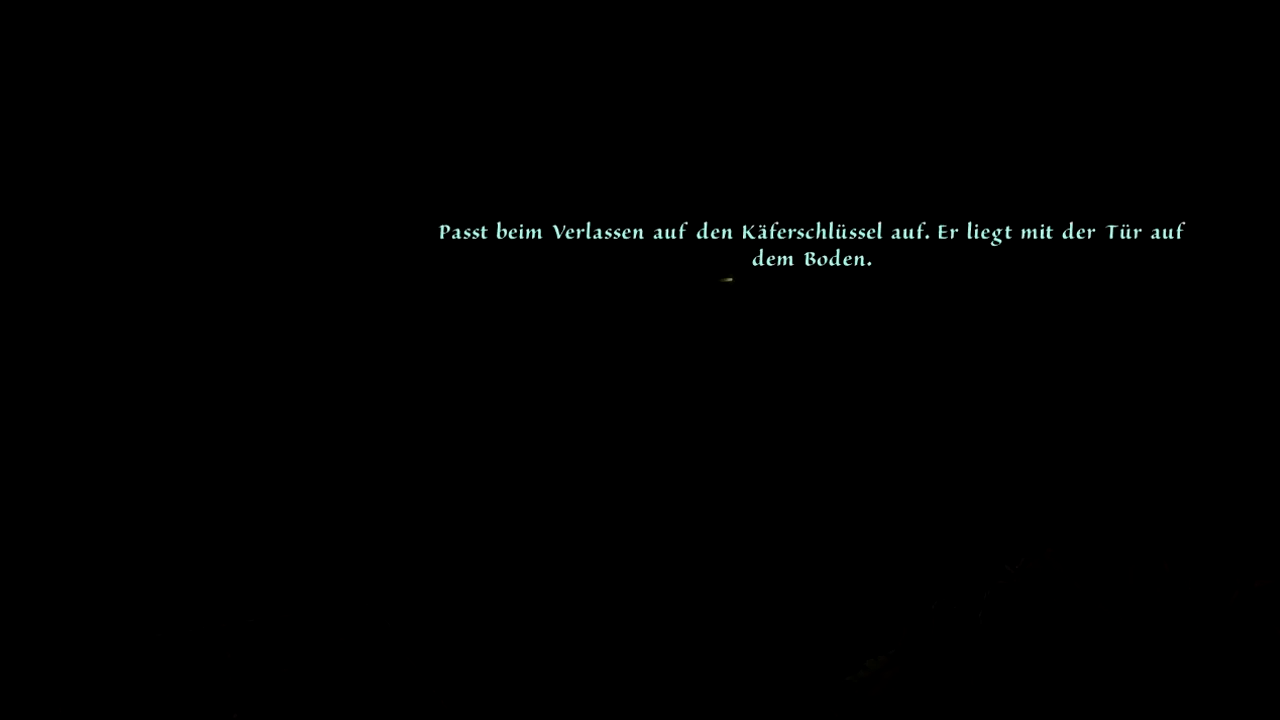 Passt beim Verlassen auf den Käferschlüssel auf. Er liegt mit der Tür auf
dem Boden.